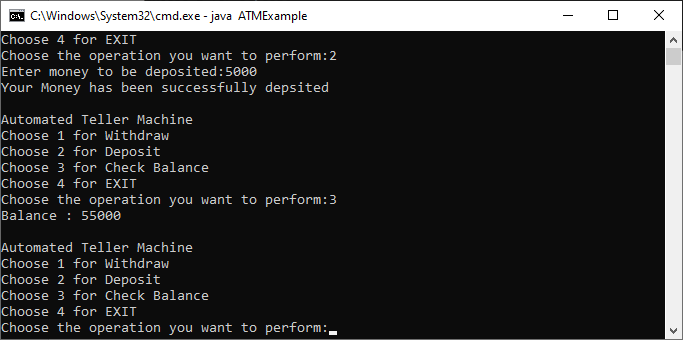 C:\Windows\System32\cmd.exe - java  ATMExample
Choose 4 for EXIT
Choose the operation you want to perform:2
Enter money to be deposited:5000
Your Money has been successfully depsited
Automated Teller Machine
Choose 1 for Withdraw
Choose 2 for Deposit
Choose 3 for Check Balance
Choose 4 for EXIT
Choose the operation you want to perform:3
Balance : 55000
Automated Teller Machine
Choose 1 for Withdraw
Choose 2 for Deposit
Choose 3 for Check Balance
Choose 4 for EXIT
Choose the operation you want to perform: